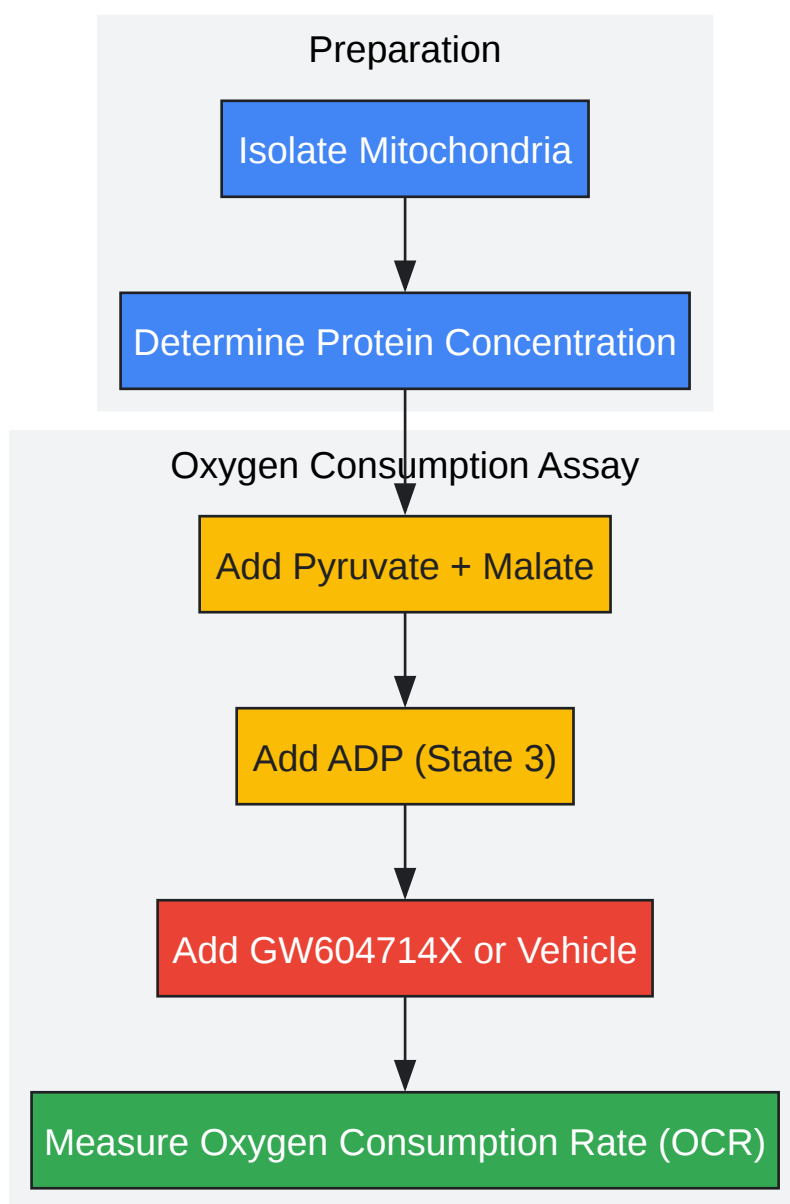 Preparation
Isolate Mitochondria
Determine Protein Concentration
Oxygen Consumption Assay
Add Pyruvate + Malate
Add ADP (State 3)
Add GW604714X or Vehicle
Measure Oxygen Consumption Rate (OCR)